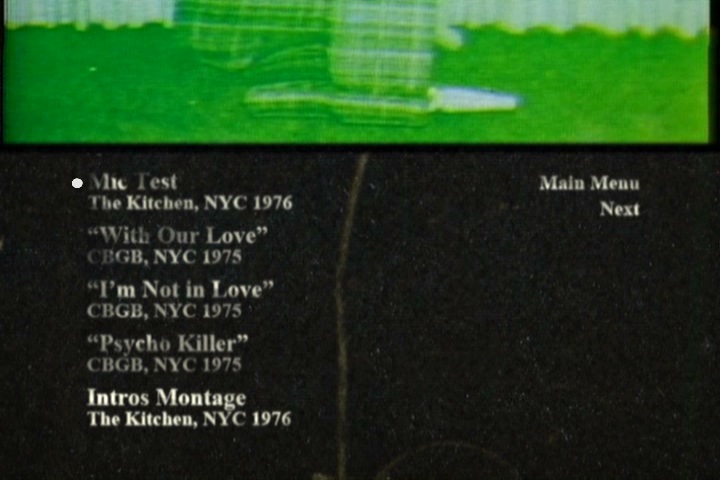 Mic Test
The Kitchen, NYC 1976
“With Our Love”
CBGB, NYC 1975
“I’m Not in Love”
CBGB, NYC 1975
“Psycho Killer”
CBGB, NYC 1975
Intros Montage
The Kitchen, NYC 1976
Main Menu
Next